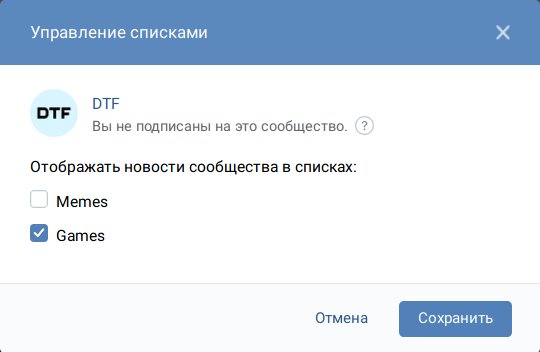 Управление списками
DTF
DTF
Вы не подписаны на это сообщество. ?
Отображать новости сообщества в списках:
Memes
Games
Отмена
Сохранить